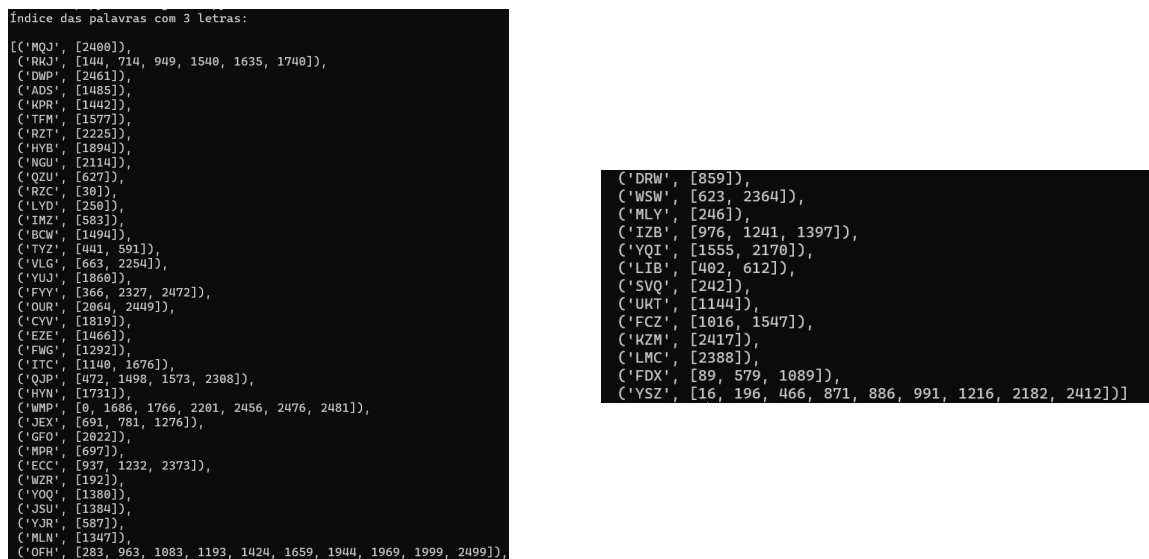 Índice das palavras com 3 letras:
[('MQJ', [2400]),
('RKJ', [144, 714, 949, 1540, 1635, 1740]),
('DWP', [2461]),
('ADS', [1485]),
('KPR', [1442]),
('TFM', [1577]),
('RZT', [2225]),
('HYB', [1894]),
('NGU', [2114]),
('QZU', [627]),
('RZC', [30]),
('LYD', [250]),
('IMZ', [583]),
('BCW', [1494]),
('TYZ', [441, 591]),
('VLG', [663, 2254]),
('YUJ', [1860]),
('FYY', [366, 2327, 2472]),
('OUR', [2064, 2449]),
('CYV', [1819]),
('EZE', [1466]),
('FWG', [1292]),
('ITC', [1140, 1676]),
('QJP', [472, 1498, 1573, 2308]),
('HYN', [1731]),
('WMP', [0, 1686, 1766, 2201, 2456, 2476, 2481]),
('JEX', [691, 781, 1276]),
('GFO', [2022]),
('MPR', [697]),
('ECC', [937, 1232, 2373]),
('WZR', [192]),
('YOQ', [1380]),
('JSU', [1384]),
('YJR', [587]),
('MLN', [1347]),
('OFH', [283, 963, 1083, 1193, 1424, 1659, 1944, 1969, 1999, 2499]),
('DRW', [859]),
('WSW', [623, 2364]),
('MLY', [246]),
('IZB', [976, 1241, 1397]),
('YQI', [1555, 2170]),
('LIB', [402, 612]),
('SVQ', [242]),
('UKT', [1144]),
('FCZ', [1016, 1547]),
('KZM', [2417]),
('LMC', [2388]),
('FDX', [89, 579, 1089]),
('YSZ', [16, 196, 466, 871, 886, 991, 1216, 2182, 2412])]